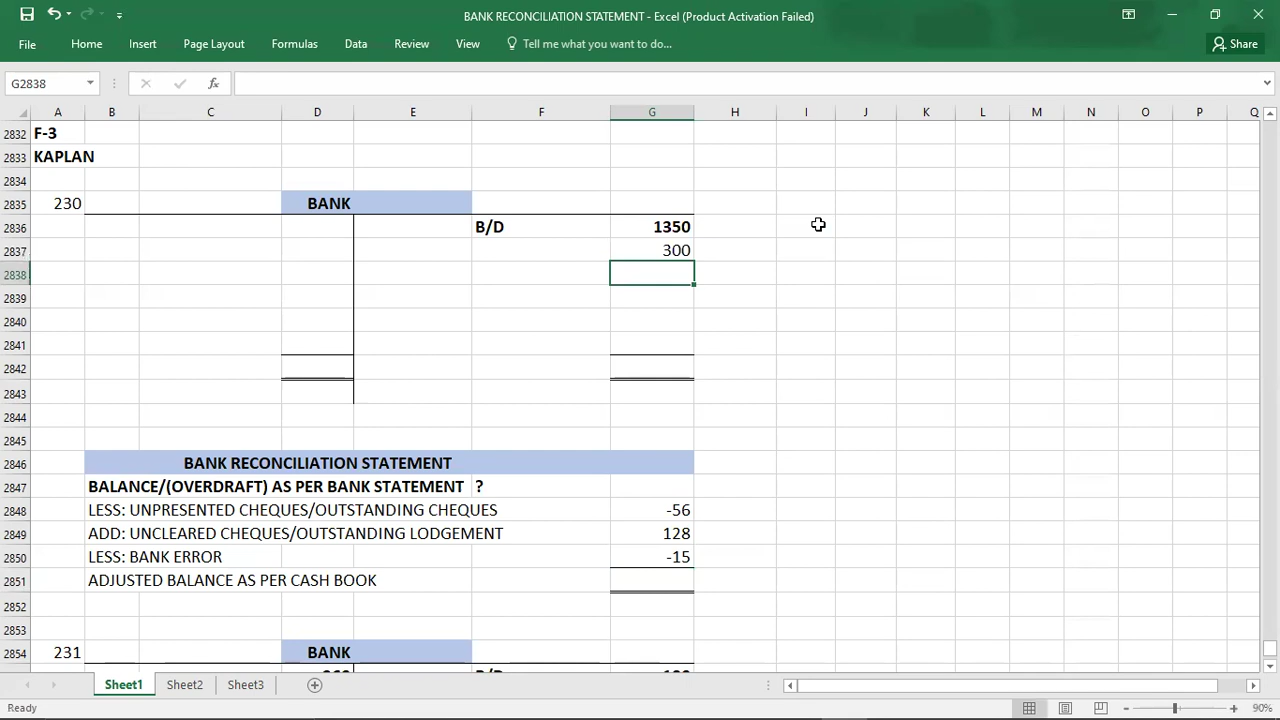 BANK RECONCILIATION STATEMENT - Excel (Product Activation Failed)
File Home Insert Page Layout Formulas Data Review View Tell me what you want to do... Share
G2838 fx
A B C D E F G H I J K L M N O P Q
2832 F-3
2833 KAPLAN
2834
2835 230 BANK
2836 B/D 1350
2837 300
2838
2839
2840
2841
2842
2843
2844
2845
2846 BANK RECONCILIATION STATEMENT
2847 BALANCE/(OVERDRAFT) AS PER BANK STATEMENT ?
2848 LESS: UNPRESENTED CHEQUES/OUTSTANDING CHEQUES -56
2849 ADD: UNCLEARED CHEQUES/OUTSTANDING LODGEMENT 128
2850 LESS: BANK ERROR -15
2851 ADJUSTED BALANCE AS PER CASH BOOK
2852
2853
2854 231 BANK
Sheet1 Sheet2 Sheet3
Ready 90%